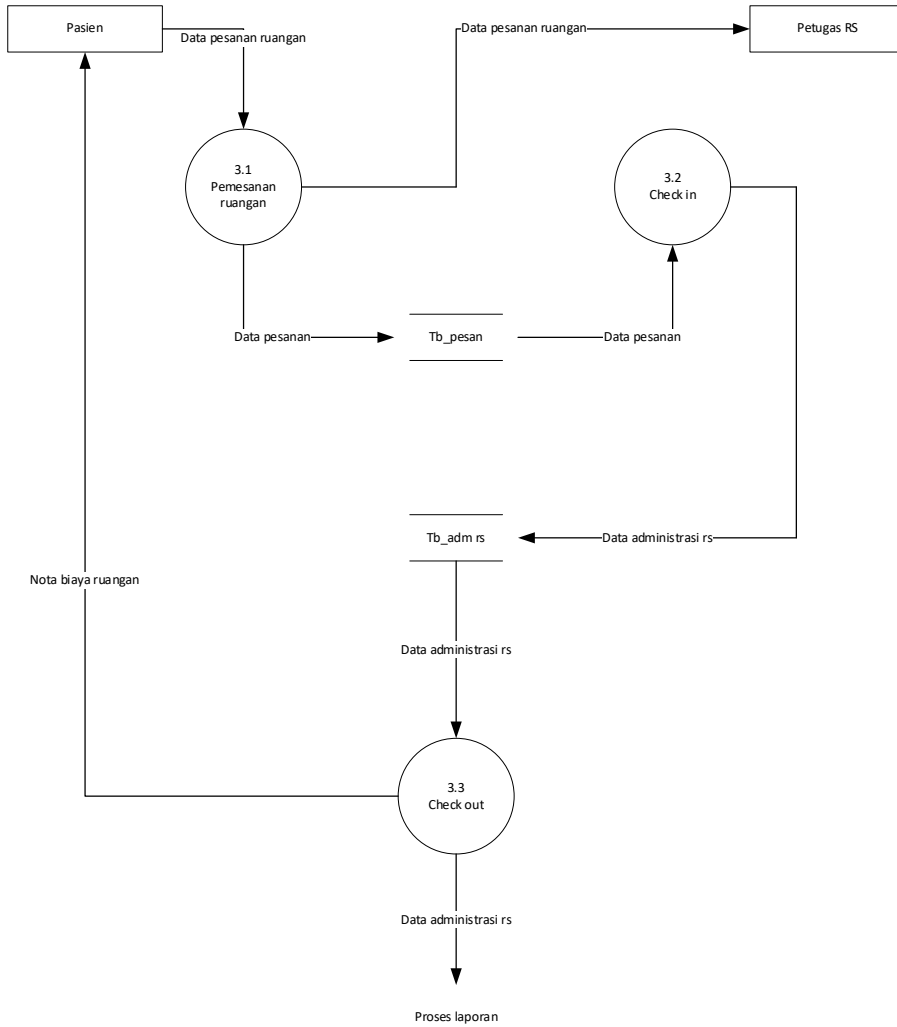 Pasien
Data pesanan ruangan
Data pesanan ruangan
Petugas RS
3.1
Pemesanan
ruangan
3.2
Check in
Data pesanan
Tb_pesan
Data pesanan
Tb_adm rs
Data administrasi rs
Nota biaya ruangan
Data administrasi rs
3.3
Check out
Data administrasi rs
Proses laporan